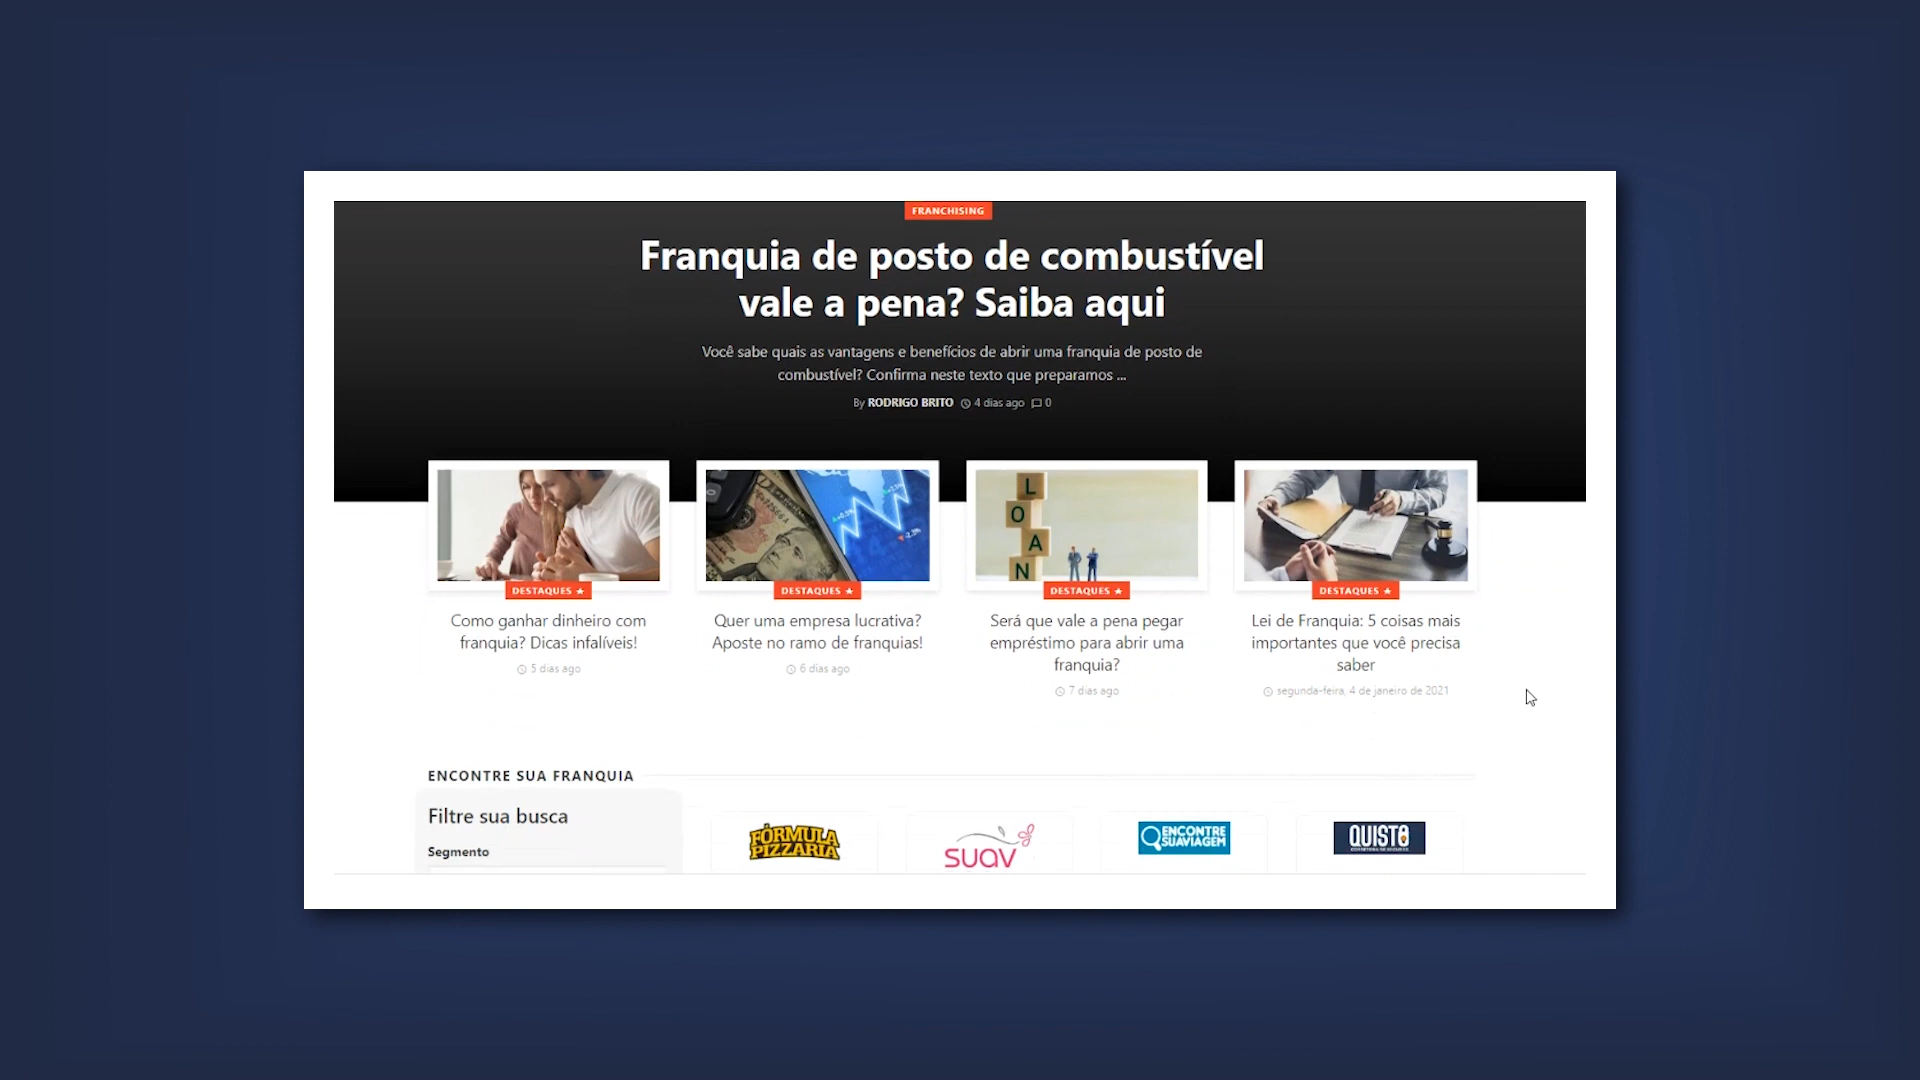 FRANCHISING
Franquia de posto de combustível
vale a pena? Saiba aqui
Você sabe quais as vantagens e benefícios de abrir uma franquia de posto de
combustível? Confirma neste texto que preparamos ...
By RODRIGO BRITO 4 dias ago 0
L
O
A
N
DESTAQUES ★
Como ganhar dinheiro com
franquia? Dicas infalíveis!
5 dias ago
DESTAQUES ★
Quer uma empresa lucrativa?
Aposte no ramo de franquias!
6 dias ago
DESTAQUES ★
Será que vale a pena pegar
empréstimo para abrir uma
franquia?
7 dias ago
DESTAQUES ★
Lei de Franquia: 5 coisas mais
importantes que você precisa
saber
segunda-feira, 4 de janeiro de 2021
ENCONTRE SUA FRANQUIA
Filtre sua busca
Segmento
FÓRMULA
PIZZARIA
suav
ENCONTRE
SUAVIAGEM
QUISTO